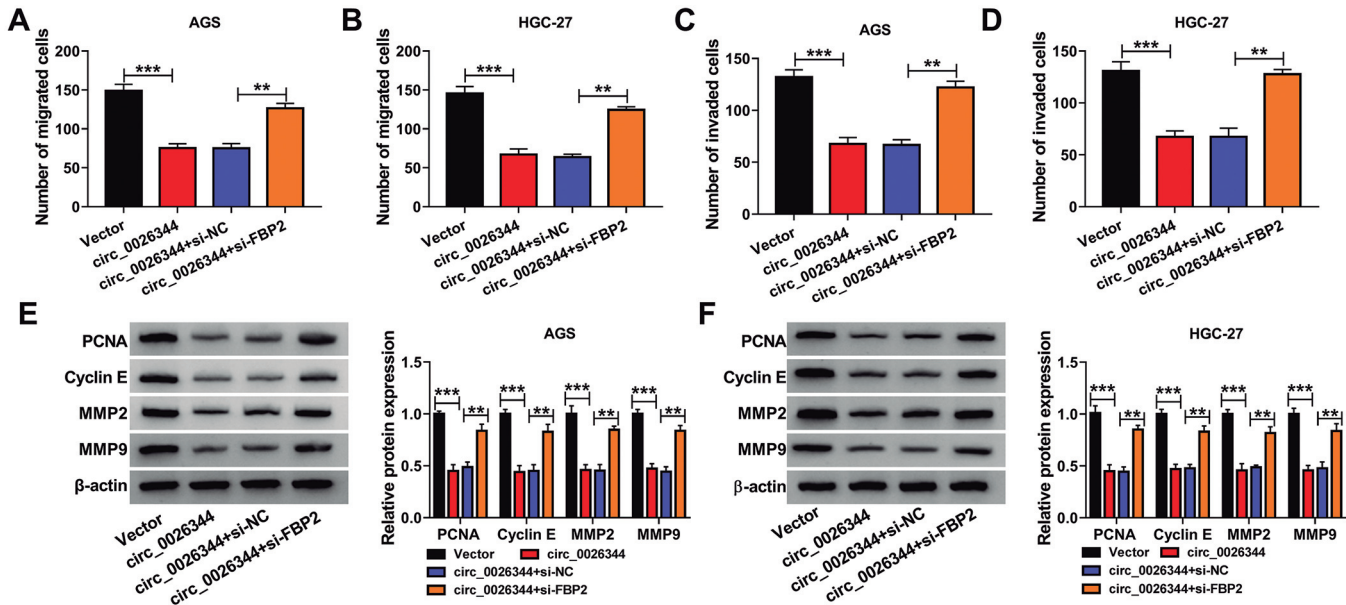 A
AGS
Number of migrated cells
200
150
100
50
0
***
**
Vector
circ_0026344
circ_0026344+si-NC
circ_0026344+si-FBP2
B
HGC-27
Number of migrated cells
200
150
100
50
0
***
**
Vector
circ_0026344
circ_0026344+si-NC
circ_0026344+si-FBP2
C
AGS
Number of invaded cells
150
100
50
0
***
**
Vector
circ_0026344
circ_0026344+si-NC
circ_0026344+si-FBP2
D
HGC-27
Number of invaded cells
150
100
50
0
***
**
Vector
circ_0026344
circ_0026344+si-NC
circ_0026344+si-FBP2
E
PCNA
Cyclin E
MMP2
MMP9
β-actin
Vector
circ_0026344
circ_0026344+si-NC
circ_0026344+si-FBP2
AGS
Relative protein expression
1.5
1.0
0.5
0.0
*** ** *** ** *** ** *** **
PCNA Cyclin E MMP2 MMP9
Vector circ_0026344
circ_0026344+si-NC
circ_0026344+si-FBP2
F
PCNA
Cyclin E
MMP2
MMP9
β-actin
Vector
circ_0026344
circ_0026344+si-NC
circ_0026344+si-FBP2
HGC-27
Relative protein expression
1.5
1.0
0.5
0.0
*** ** *** ** *** ** *** **
PCNA Cyclin E MMP2 MMP9
Vector circ_0026344
circ_0026344+si-NC
circ_0026344+si-FBP2